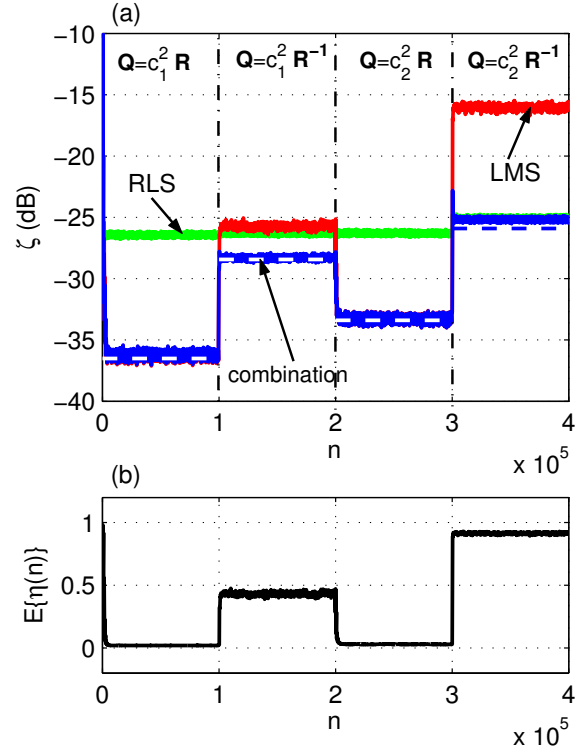 (a)
Q=c₁² R Q=c₁² R⁻¹ Q=c₂² R Q=c₂² R⁻¹
−10
−15
LMS
−20
RLS
ζ (dB)
−25
−30
−35
combination
−40
0 1 2 3 4
n
x 10⁵
(b)
1
E{η(n)}
0.5
0
0 1 2 3 4
n
x 10⁵